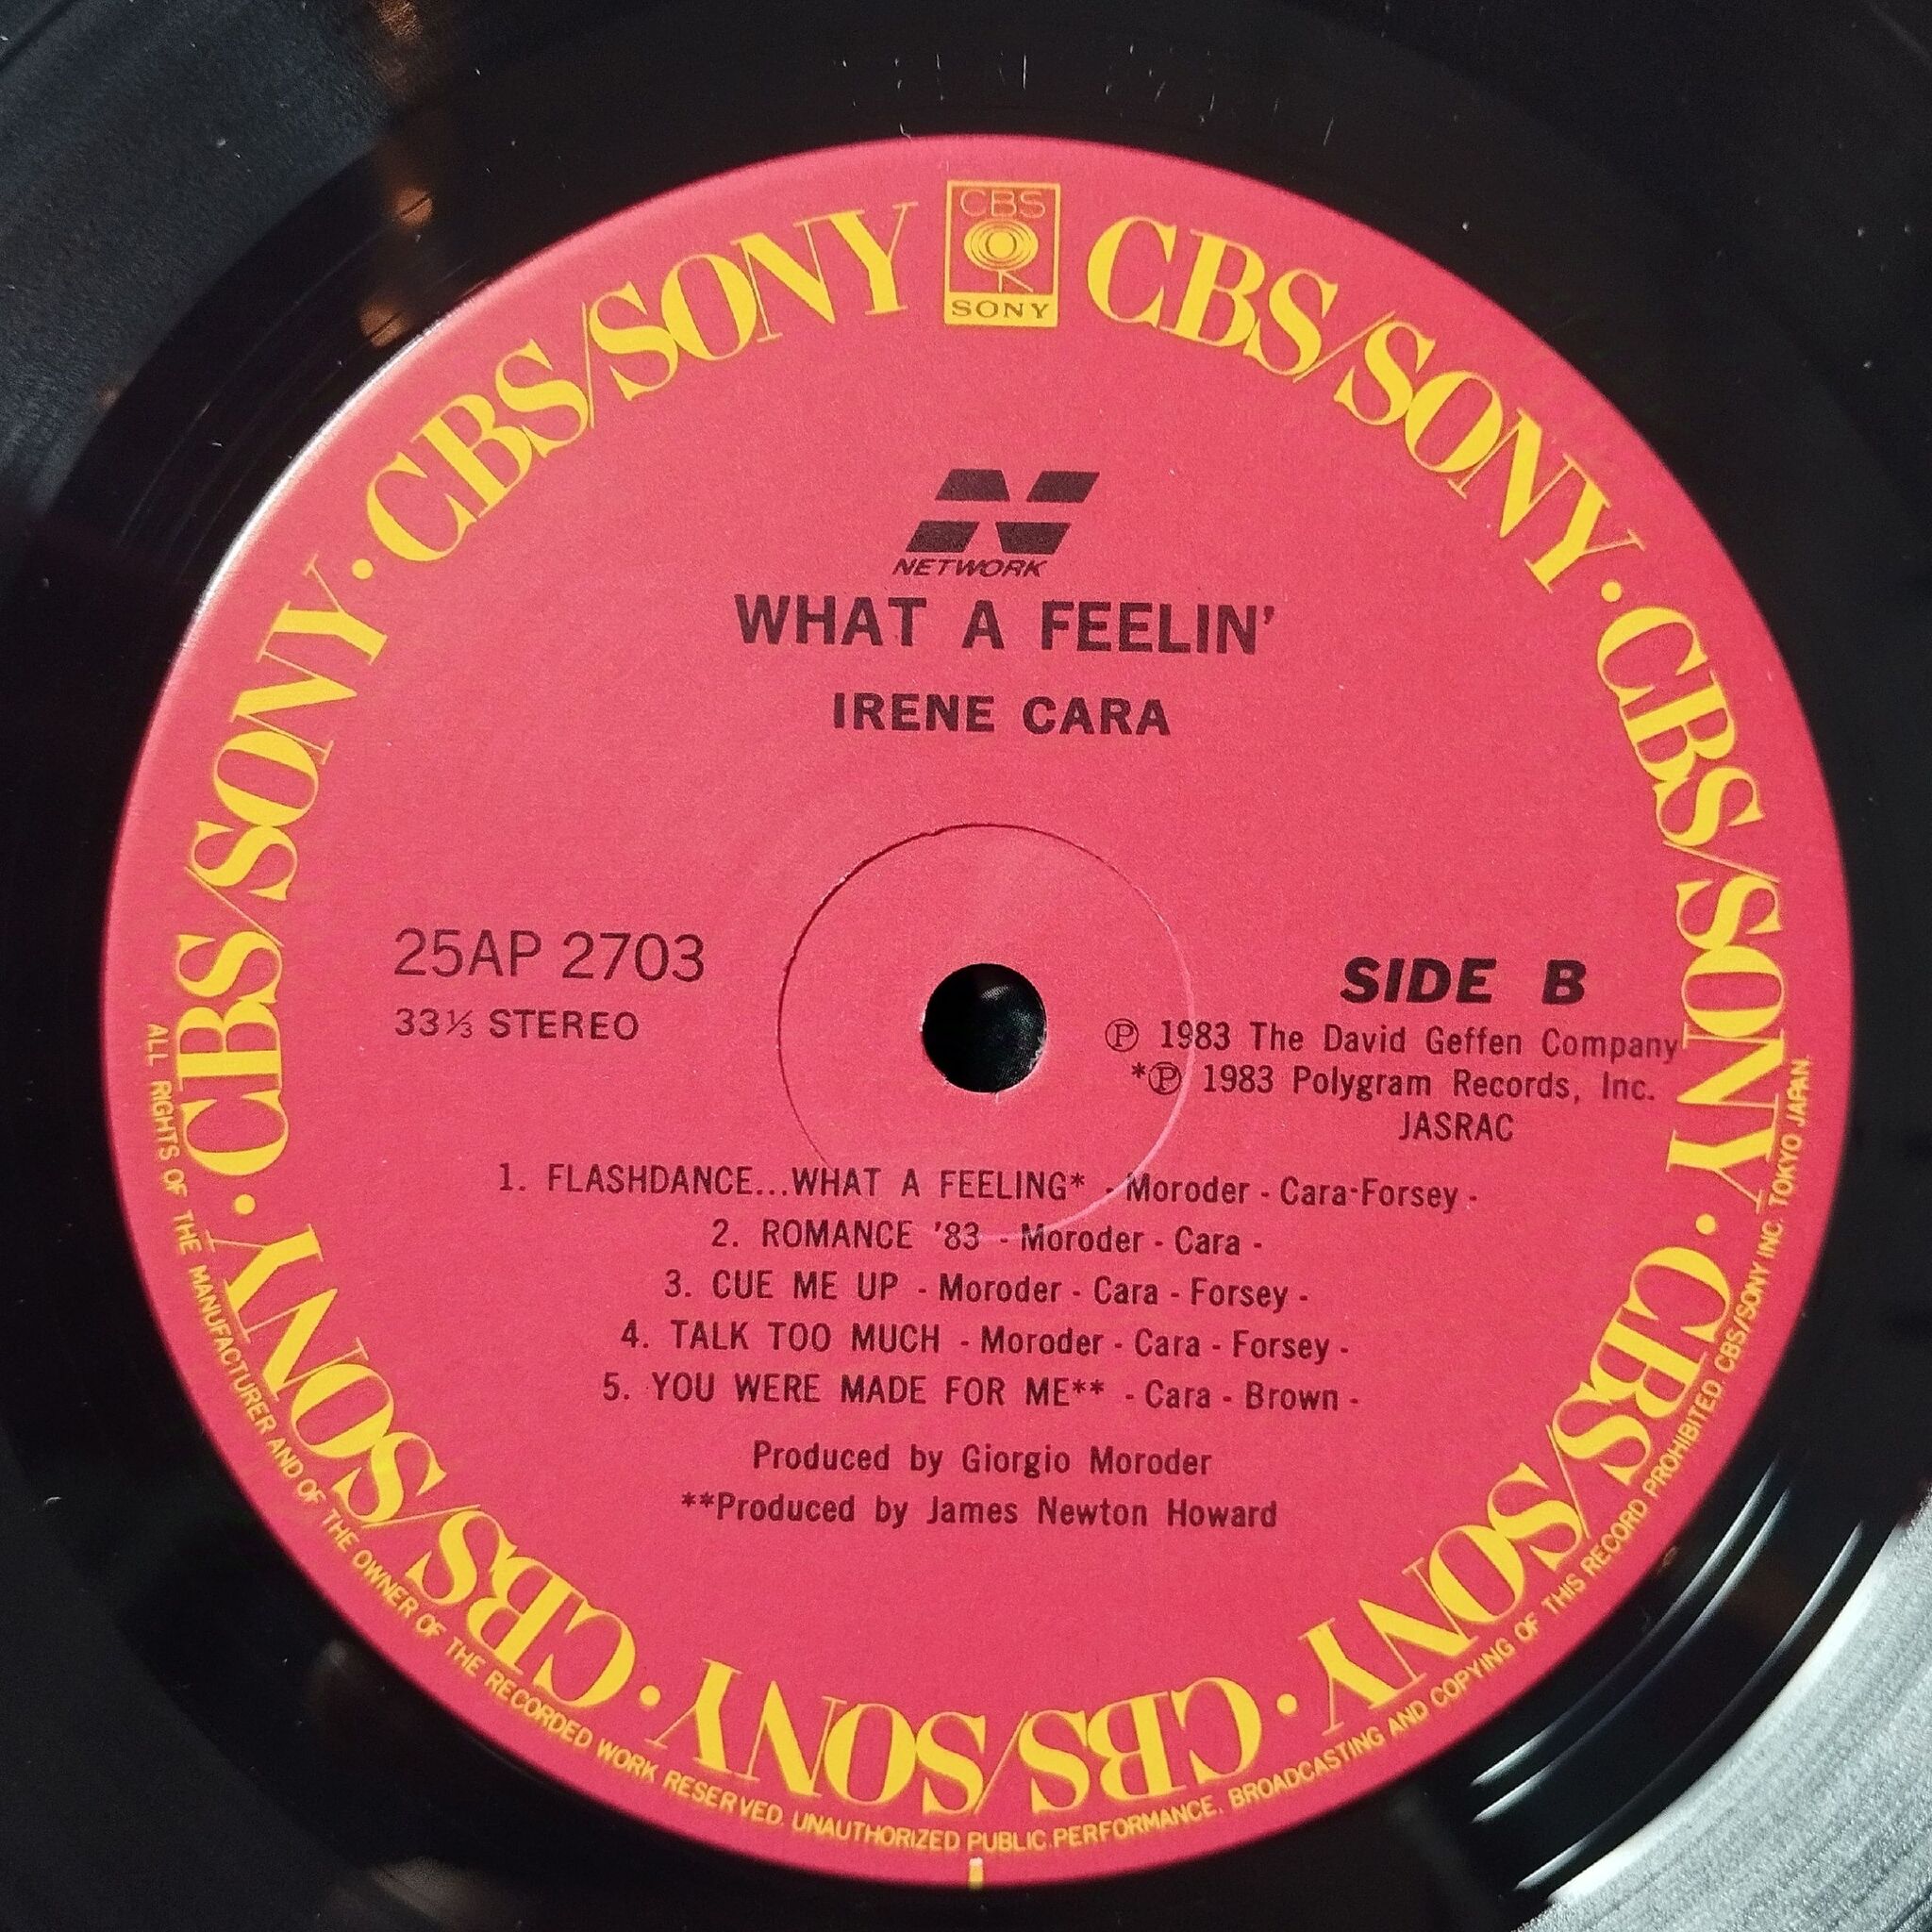 CBS
SONY
CBS/SONY · CBS/SONY · CBS/SONY · CBS/SONY · CBS/SONY · CBS/SONY · CBS/SONY · CBS/SONY
NETWORK
WHAT A FEELIN'
IRENE CARA
25AP 2703
33⅓ STEREO
SIDE B
Ⓟ 1983 The David Geffen Company
*Ⓟ 1983 Polygram Records, Inc.
JASRAC
1. FLASHDANCE...WHAT A FEELING* - Moroder - Cara-Forsey -
2. ROMANCE '83 - Moroder - Cara -
3. CUE ME UP - Moroder - Cara - Forsey -
4. TALK TOO MUCH - Moroder - Cara - Forsey -
5. YOU WERE MADE FOR ME** - Cara - Brown -
Produced by Giorgio Moroder
**Produced by James Newton Howard
ALL RIGHTS OF THE MANUFACTURER AND OF THE OWNER OF THE RECORDED WORK RESERVED. UNAUTHORIZED PUBLIC PERFORMANCE. BROADCASTING AND COPYING OF THIS RECORD PROHIBITED. CBS/SONY INC. TOKYO JAPAN.